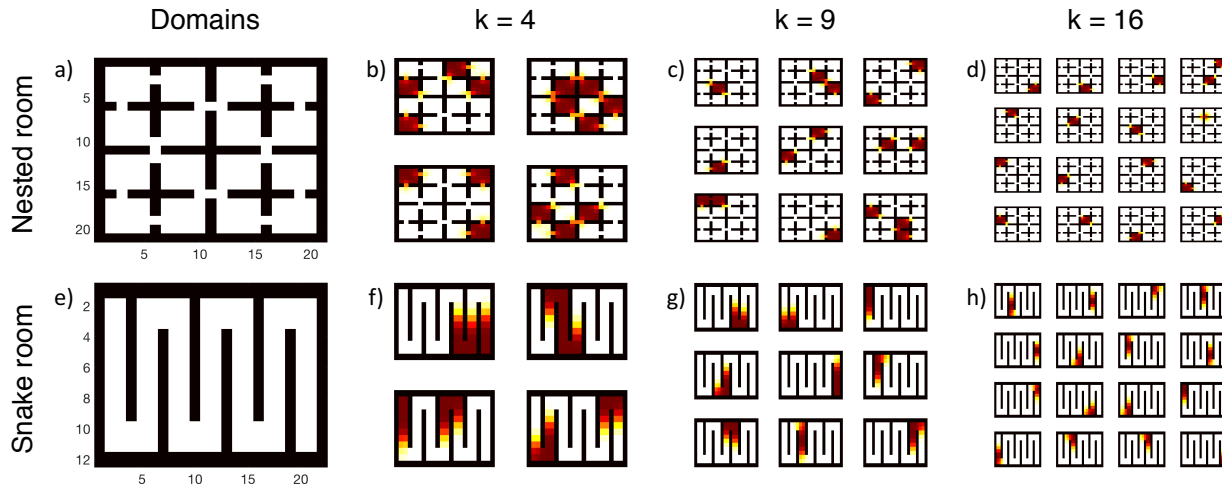 Domains k = 4 k = 9 k = 16
Nested room
a) b) c) d)
5
10
15
20
5 10 15 20
Snake room
e) f) g) h)
2
4
6
8
10
12
5 10 15 20